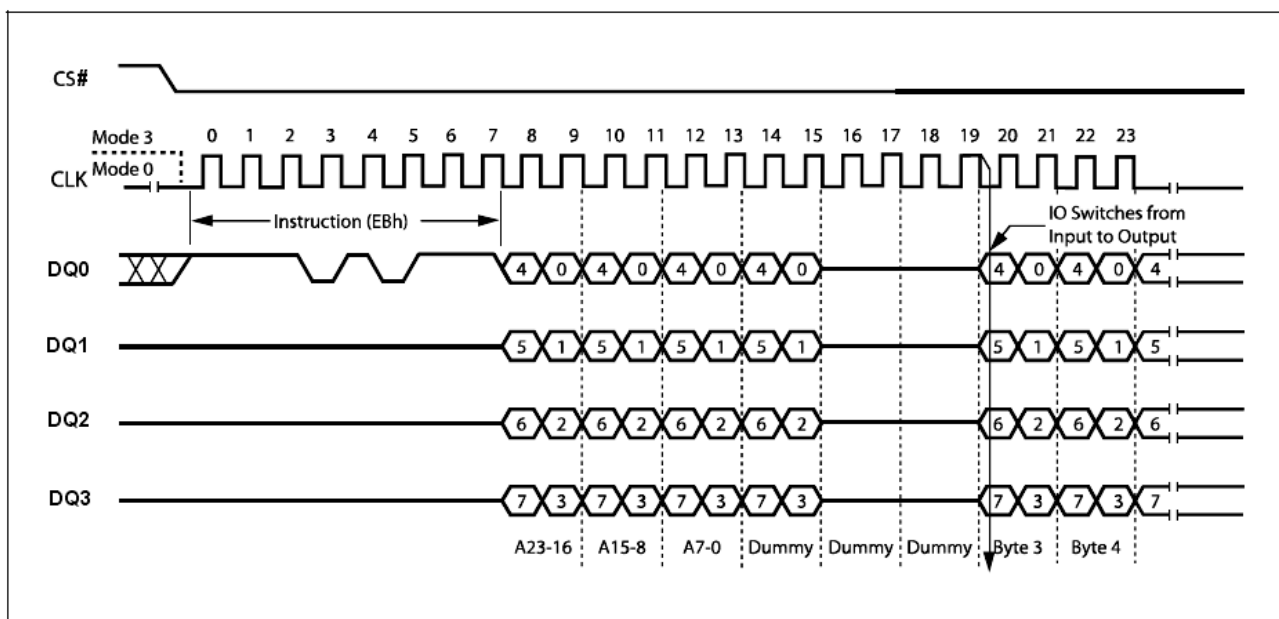 CS#
Mode 3
0 1 2 3 4 5 6 7 8 9 10 11 12 13 14 15 16 17 18 19 20 21 22 23
CLK
Mode 0
Instruction (EBh)
IO Switches from
Input to Output
DQ0 4 0 4 0 4 0 4 0 4 0 4 0 4
DQ1 5 1 5 1 5 1 5 1 5 1 5 1 5
DQ2 6 2 6 2 6 2 6 2 6 2 6 2 6
DQ3 7 3 7 3 7 3 7 3 7 3 7 3 7
A23-16 A15-8 A7-0 Dummy Dummy Dummy Byte 3 Byte 4